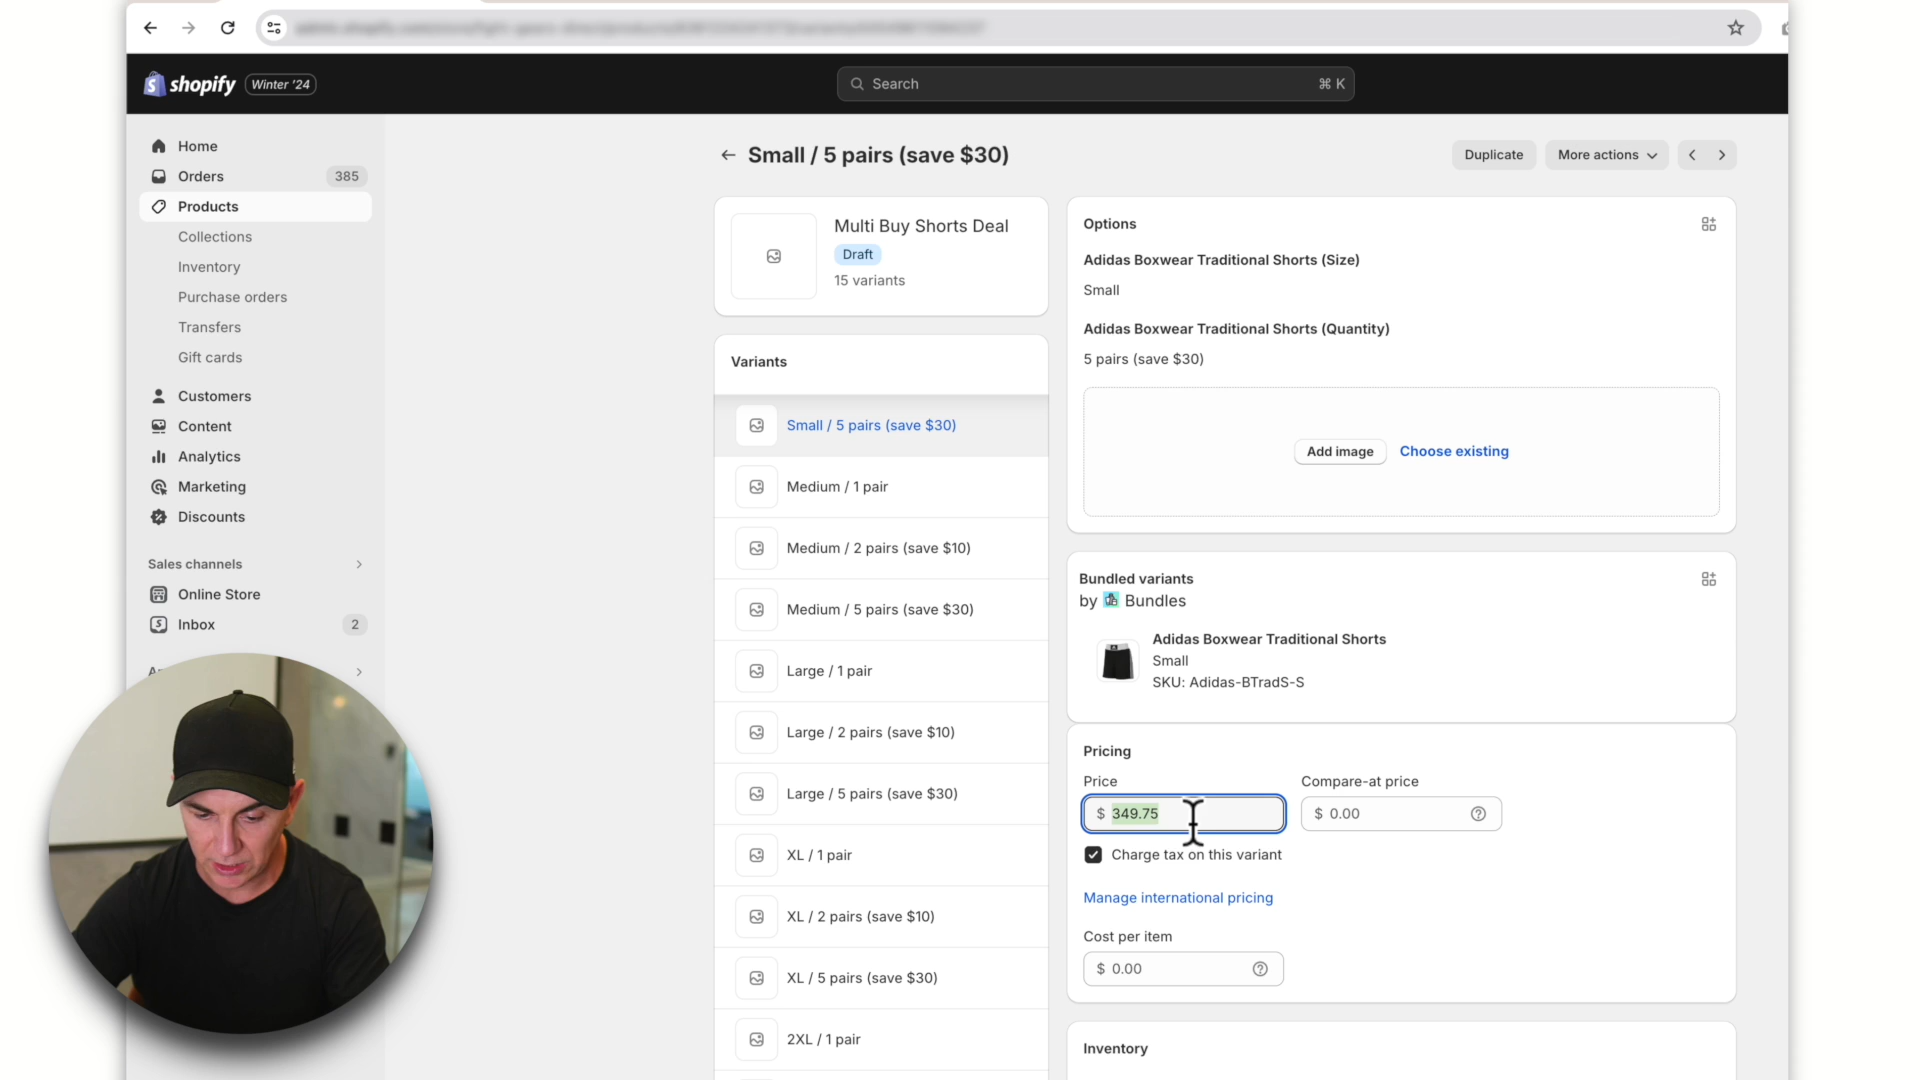 shopify Winter '24
Search ⌘ K
Home
Orders 385
Products
Collections
Inventory
Purchase orders
Transfers
Gift cards
Customers
Content
Analytics
Marketing
Discounts
Sales channels
Online Store
Inbox 2
Small / 5 pairs (save $30)
Duplicate
More actions
Multi Buy Shorts Deal
Draft
15 variants
Variants
Small / 5 pairs (save $30)
Medium / 1 pair
Medium / 2 pairs (save $10)
Medium / 5 pairs (save $30)
Large / 1 pair
Large / 2 pairs (save $10)
Large / 5 pairs (save $30)
XL / 1 pair
XL / 2 pairs (save $10)
XL / 5 pairs (save $30)
2XL / 1 pair
Options
Adidas Boxwear Traditional Shorts (Size)
Small
Adidas Boxwear Traditional Shorts (Quantity)
5 pairs (save $30)
Add image Choose existing
Bundled variants
by Bundles
Adidas Boxwear Traditional Shorts
Small
SKU: Adidas-BTradS-S
Pricing
Price Compare-at price
$ 349.75 $ 0.00
Charge tax on this variant
Manage international pricing
Cost per item
$ 0.00
Inventory